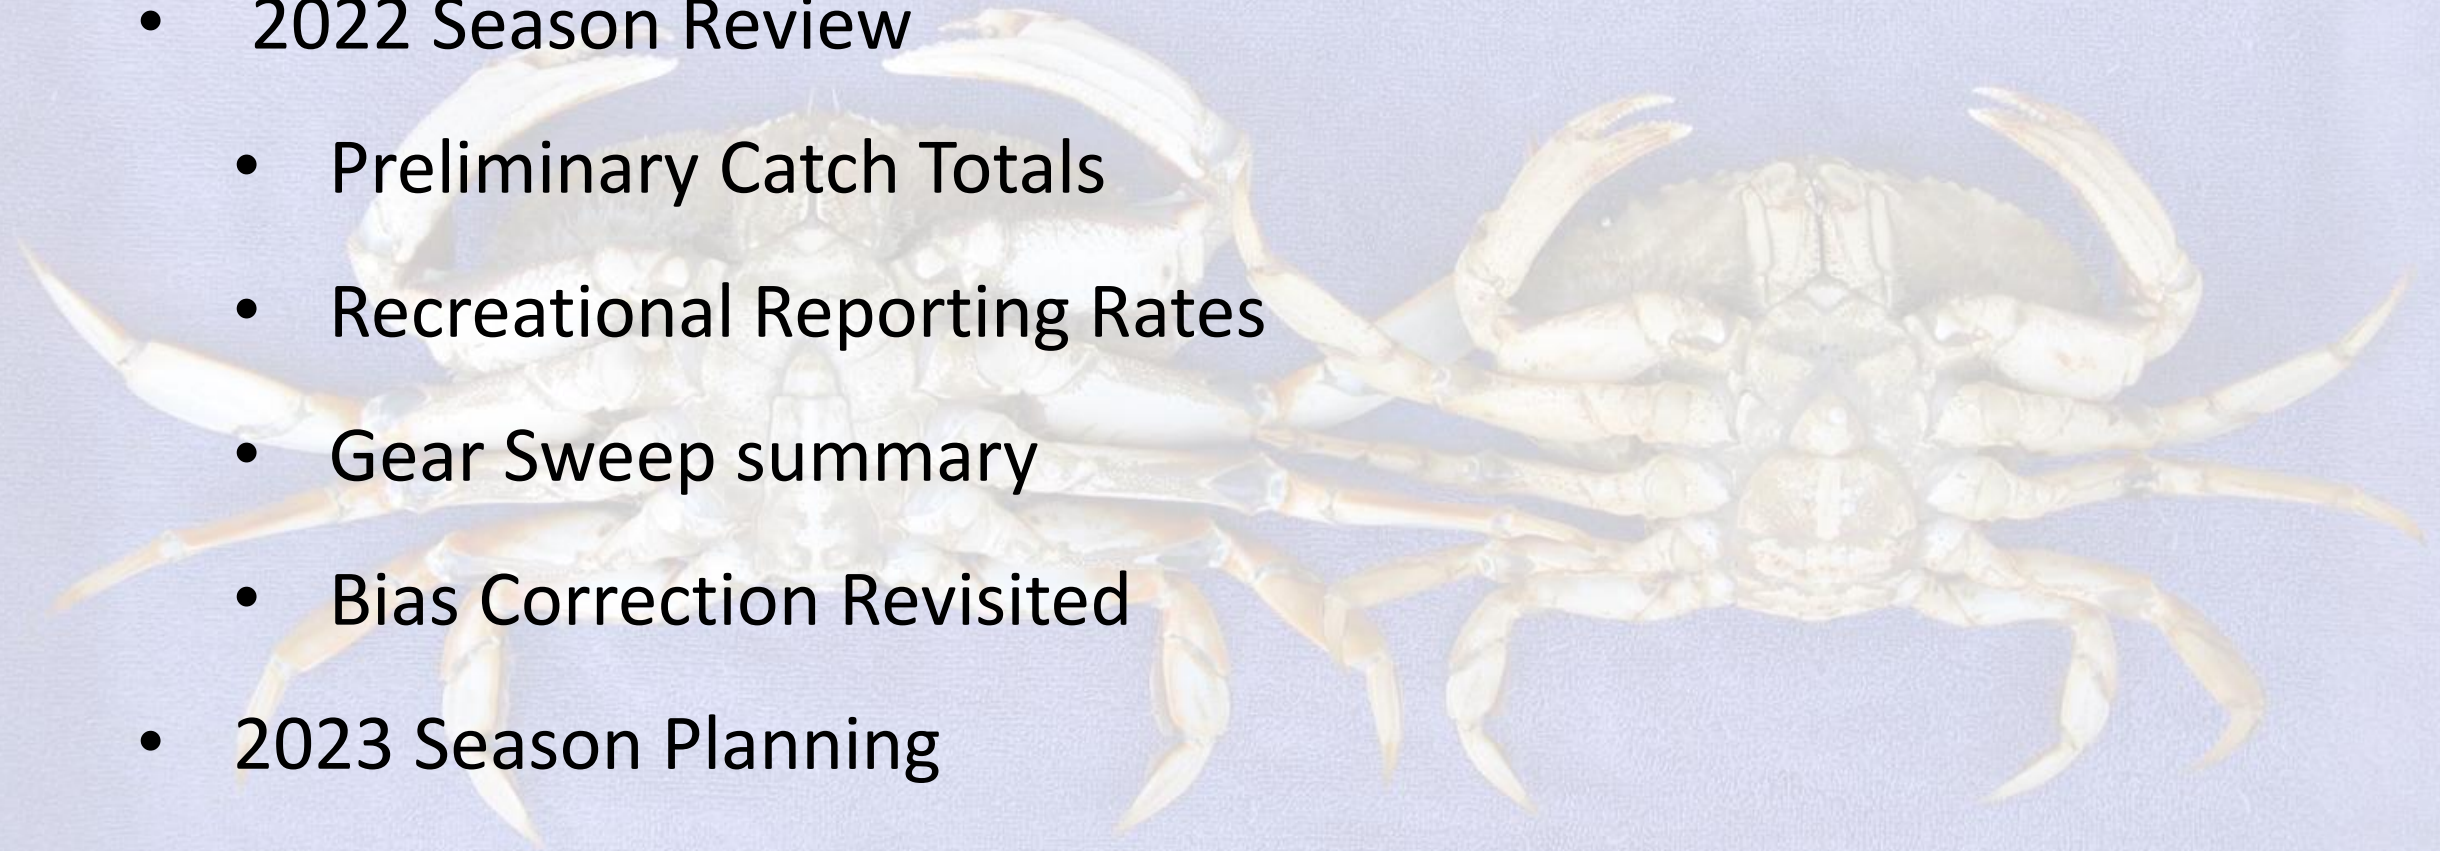 • 2022 Season Review
• Preliminary Catch Totals
• Recreational Reporting Rates
• Gear Sweep summary
• Bias Correction Revisited
• 2023 Season Planning